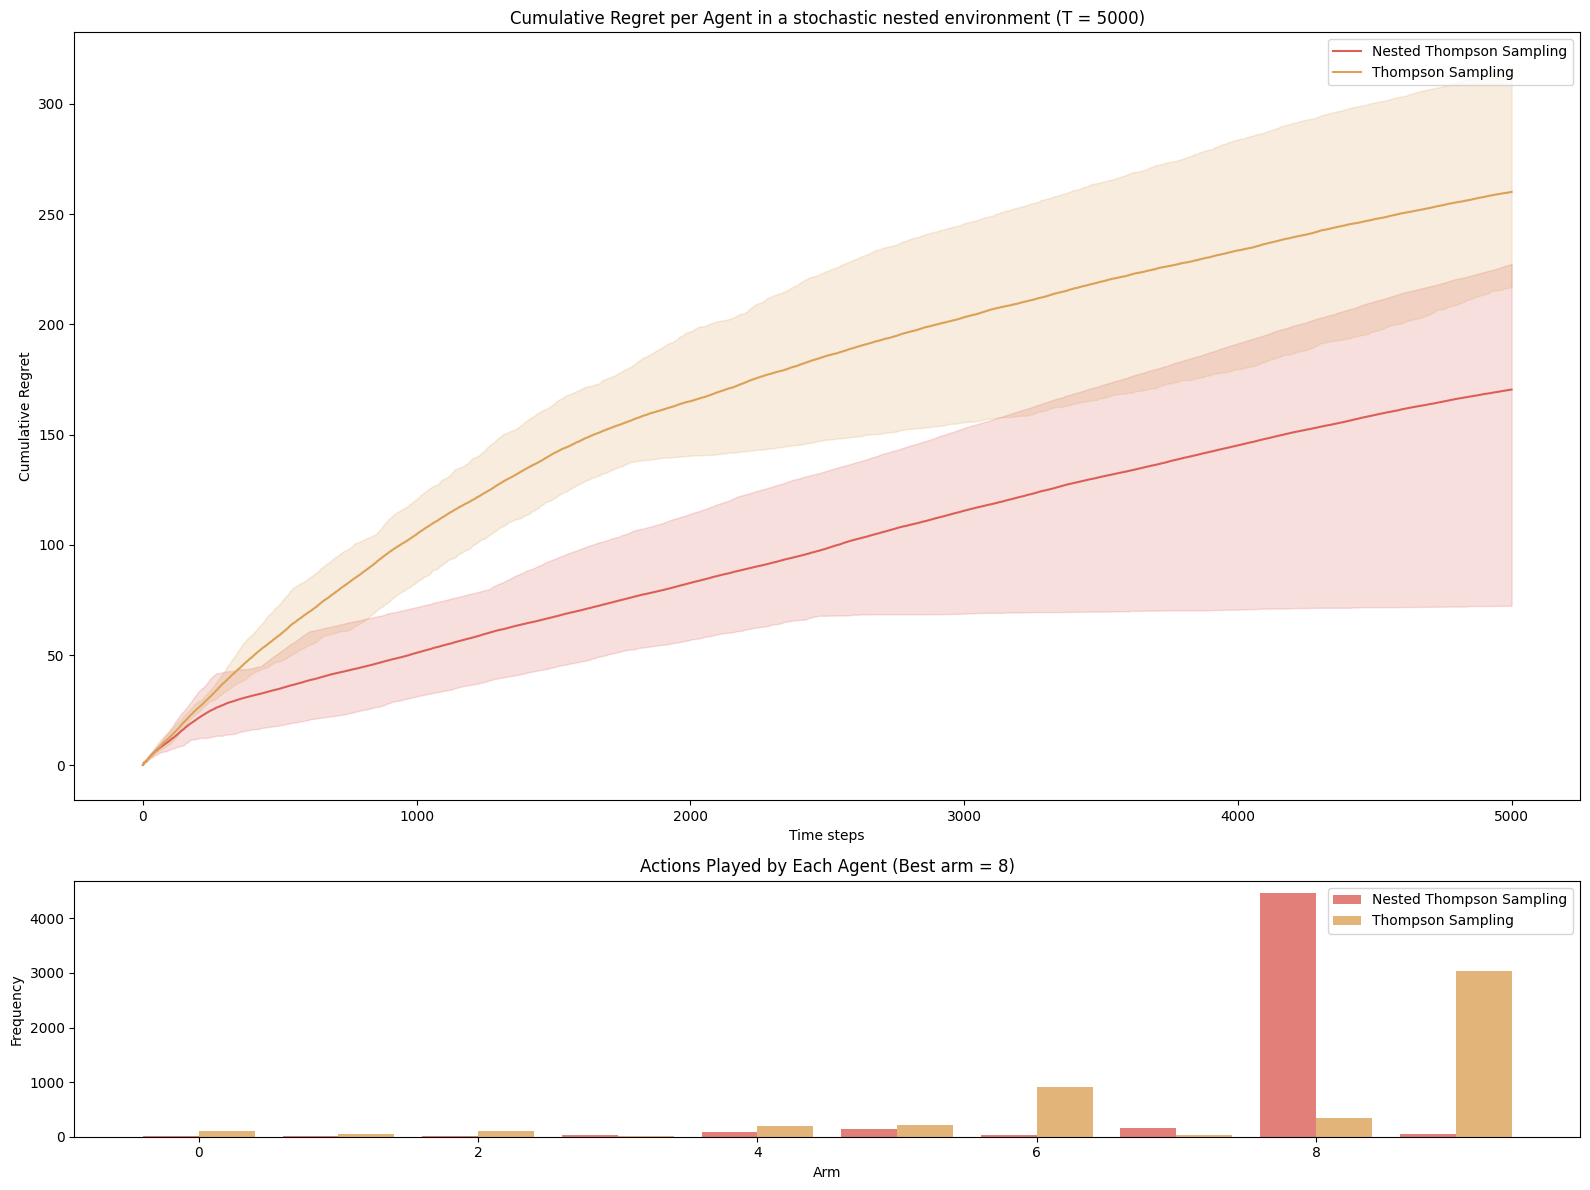 Cumulative Regret per Agent in a stochastic nested environment (T = 5000)
Nested Thompson Sampling
Thompson Sampling
300
250
200
150
100
50
0
Cumulative Regret
0 1000 2000 3000 4000 5000
Time steps
Actions Played by Each Agent (Best arm = 8)
Nested Thompson Sampling
Thompson Sampling
4000
3000
2000
1000
0
Frequency
0 2 4 6 8
Arm